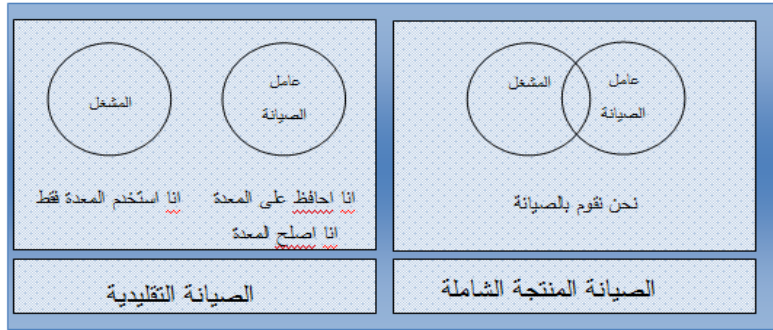 عامل
الصيانة
المشغل
نحن نقوم بالصيانة
الصيانة المنتجة الشاملة
عامل
الصيانة
المشغل
انا احافظ على المعدة
انا اصلح المعدة
انا استخدم المعدة فقط
الصيانة التقليدية